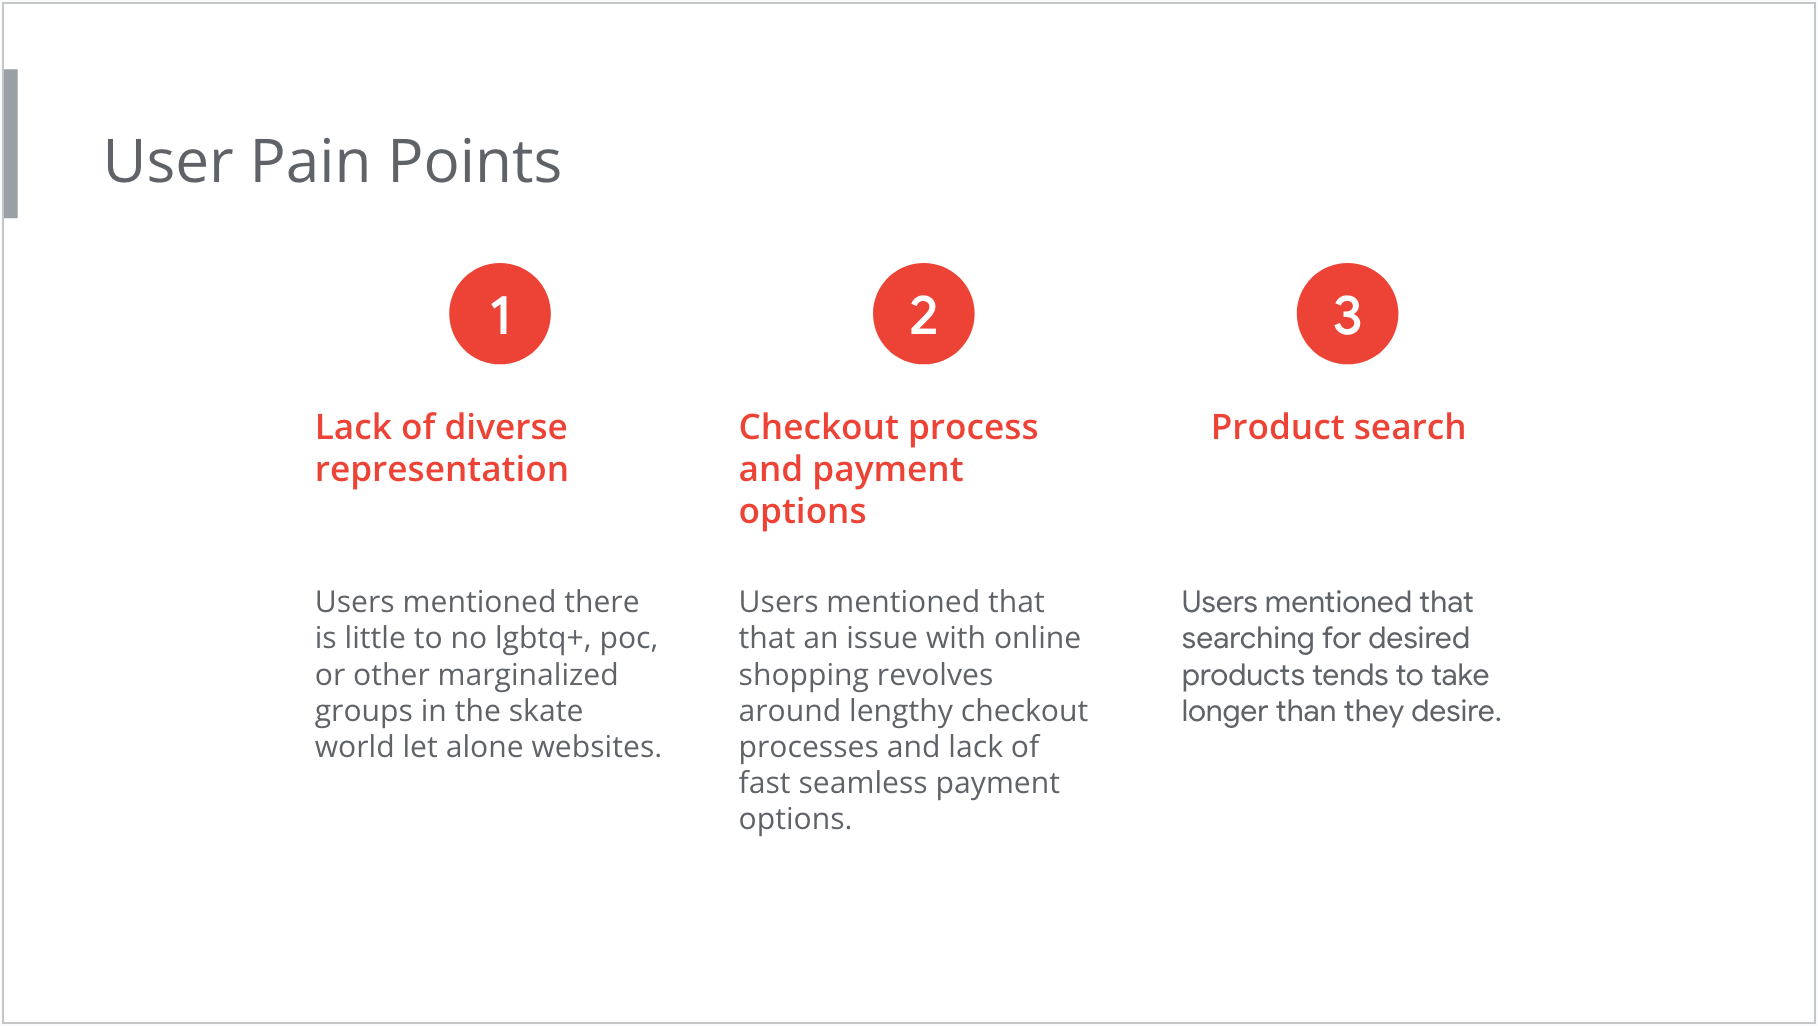 User Pain Points
1
Lack of diverse
representation
Users mentioned there
is little to no lgbtq+, poc,
or other marginalized
groups in the skate
world let alone websites.
2
Checkout process
and payment
options
Users mentioned that
that an issue with online
shopping revolves
around lengthy checkout
processes and lack of
fast seamless payment
options.
3
Product search
Users mentioned that
searching for desired
products tends to take
longer than they desire.